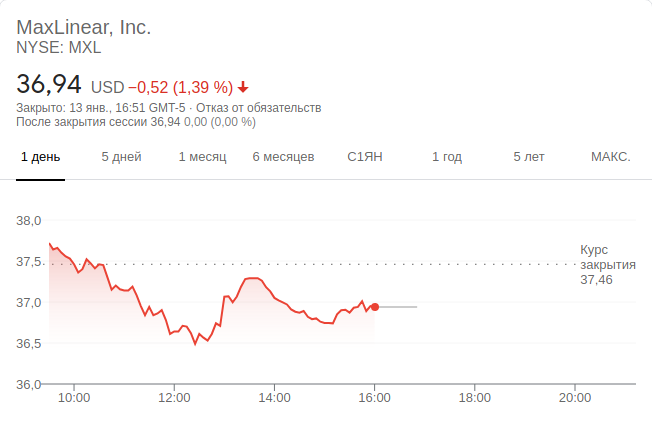 MaxLinear, Inc.
NYSE: MXL
36,94 USD −0,52 (1,39 %)
Закрыто: 13 янв., 16:51 GMT-5 · Отказ от обязательств
После закрытия сессии 36,94 0,00 (0,00 %)
1 день 5 дней 1 месяц 6 месяцев С1ЯН 1 год 5 лет МАКС.
38,0
Курс
37,5 закрытия
37,46
37,0
36,5
36,0
10:00 12:00 14:00 16:00 18:00 20:00